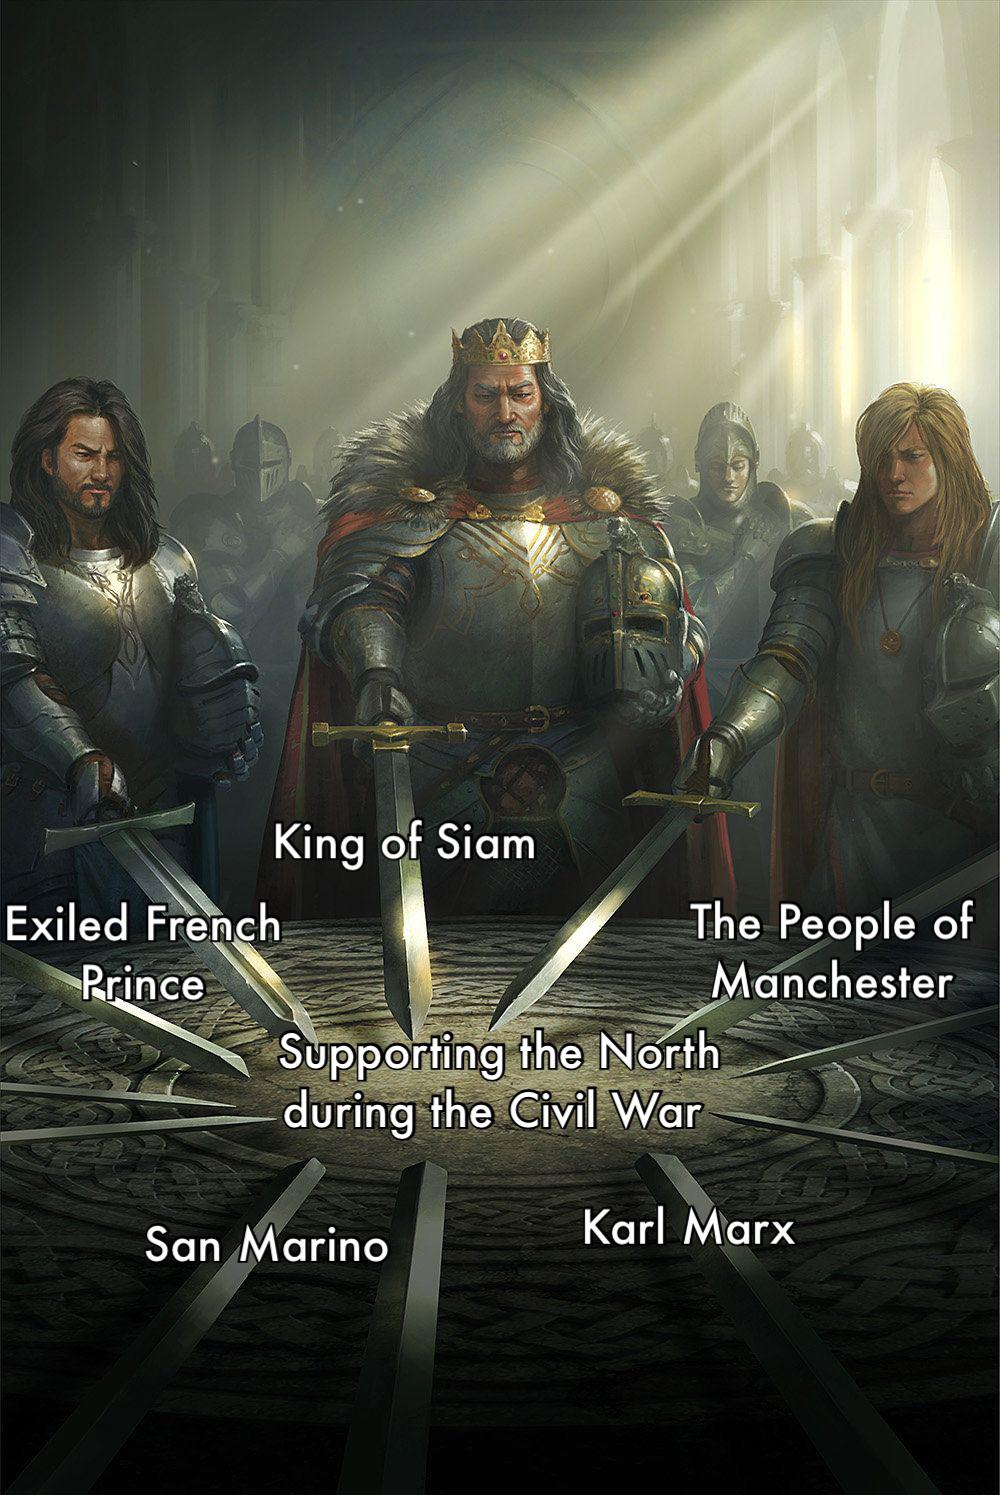 King of Siam
Exiled French
Prince
The People of
Manchester
Supporting the North
during the Civil War
San Marino
Karl Marx